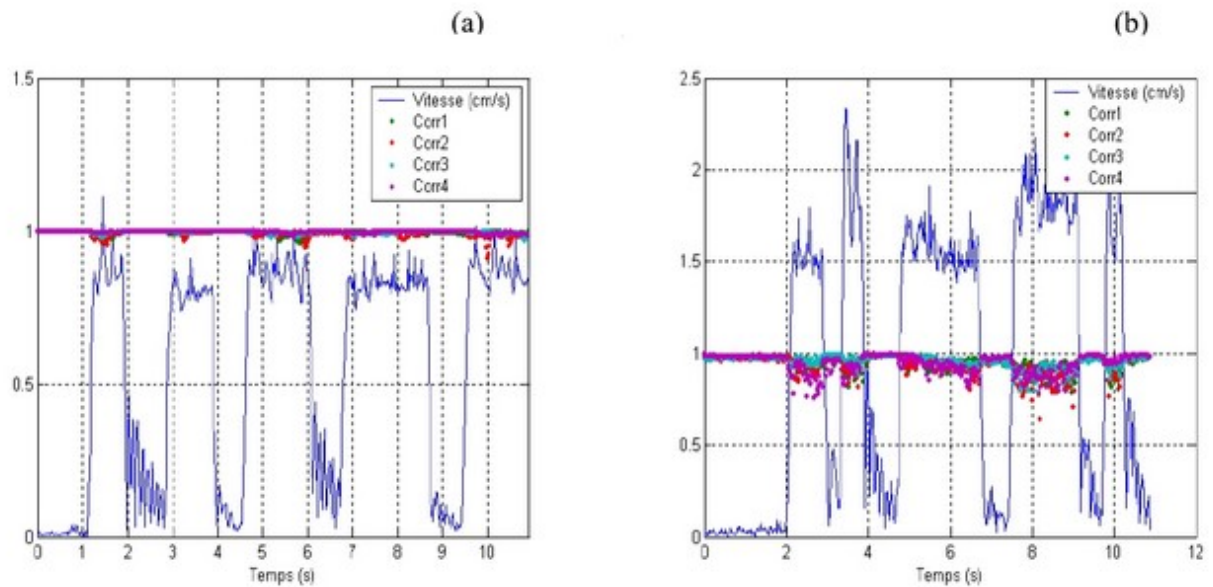 (a)
(b)
1.5
1
0.5
0
Vitesse (cm/s)
Corr1
Corr2
Corr3
Corr4
0 1 2 3 4 5 6 7 8 9 10
Temps (s)
2.5
2
1.5
1
0.5
0
Vitesse (cm/s)
Corr1
Corr2
Corr3
Corr4
0 2 4 6 8 10 12
Temps (s)